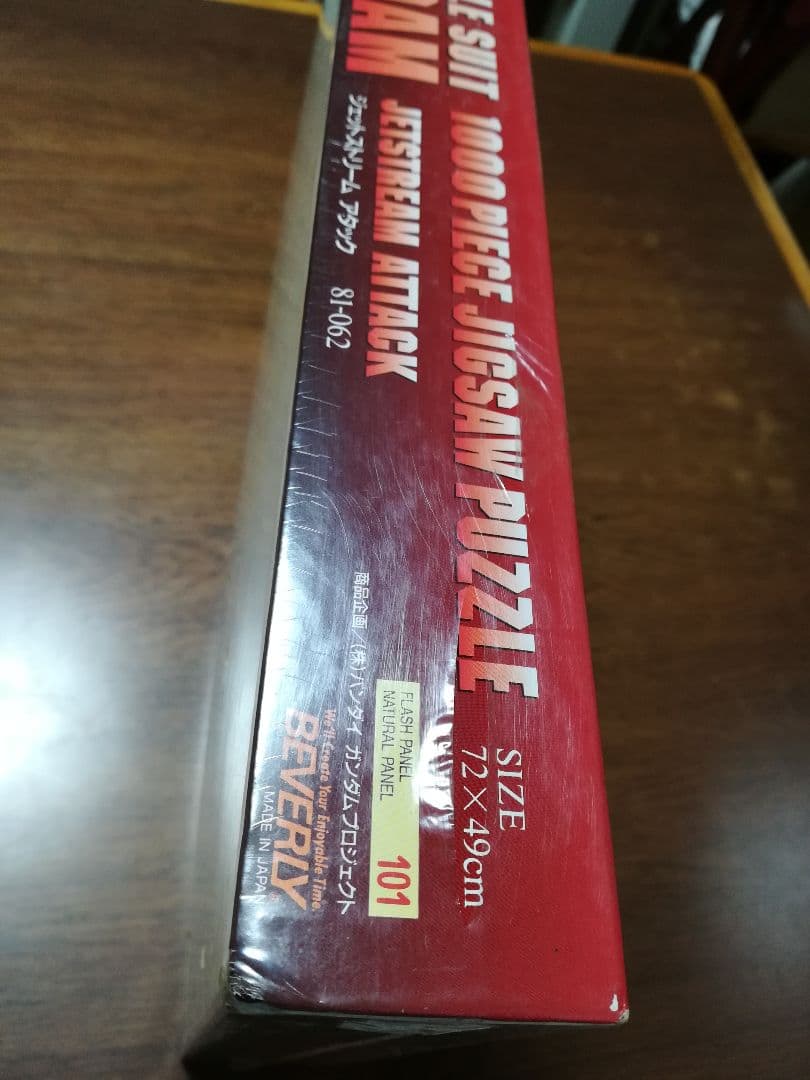 LE SUIT
DAM
1000 PIECE JIGSAW PUZZLE
JETSTREAM ATTACK
ジェットストリーム アタック 81-062
SIZE
72×49cm
FLASH PANEL
NATURAL PANEL
101
商品企画/(株)バンダイ ガンダムプロジェクト
We'll Create Your Enjoyable Time.
BEVERLY®
MADE IN JAPAN